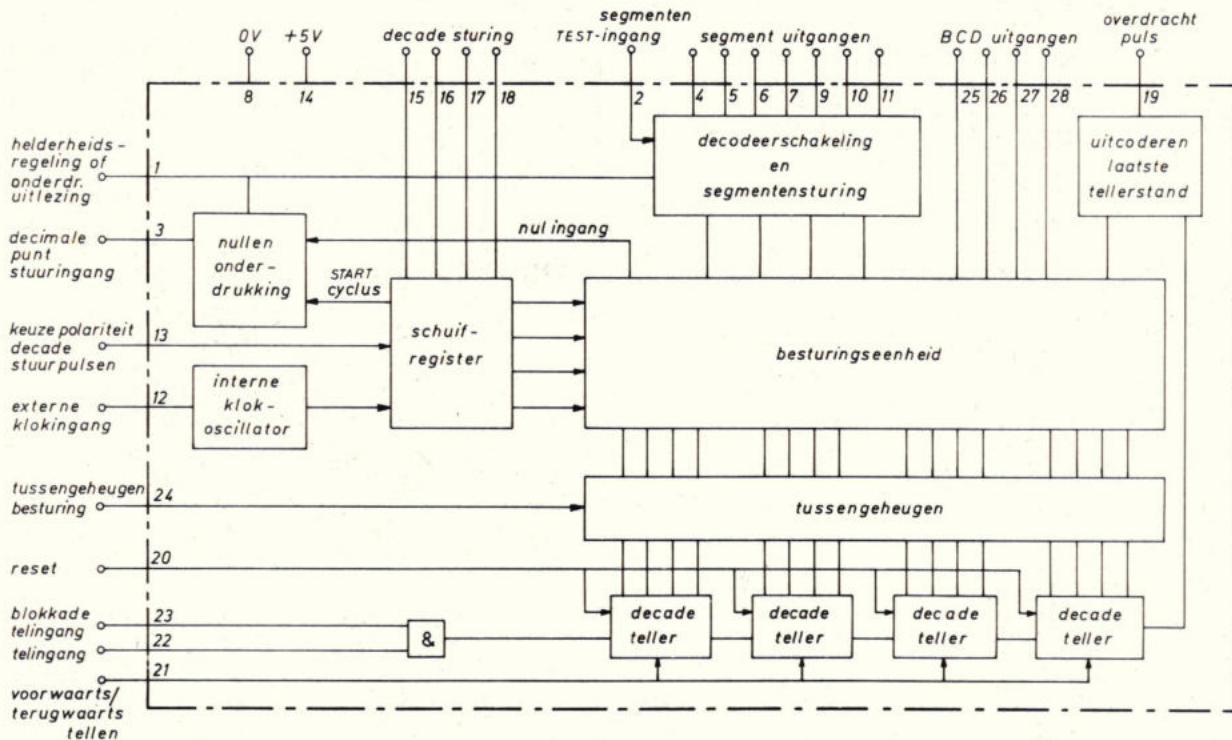 segmenten
overdracht
0V +5V decade sturing TEST-ingang segment uitgangen BCD uitgangen puls
8 14 15 16 17 18 2 4 5 6 7 9 10 11 25 26 27 28 19
helderheids-
regeling of
onderdr.
uitlezing
1
decodeerschakeling
en
segmentensturing
uitcoderen
laatste
tellerstand
decimale
punt
stuuringang
3
nullen
onder-
drukking
nulingang
START
cyclus
keuze polariteit
decade
stuurpulsen
13
schuif-
register
besturingseenheid
externe
klokingang
12
interne
klok-
oscillator
tussengeheugen
besturing
24
tussengeheugen
reset
20
blokkade
telingang
23
telingang
22
&
decade
teller
decade
teller
decade
teller
decade
teller
21
voorwaarts/
terugwaarts
tellen